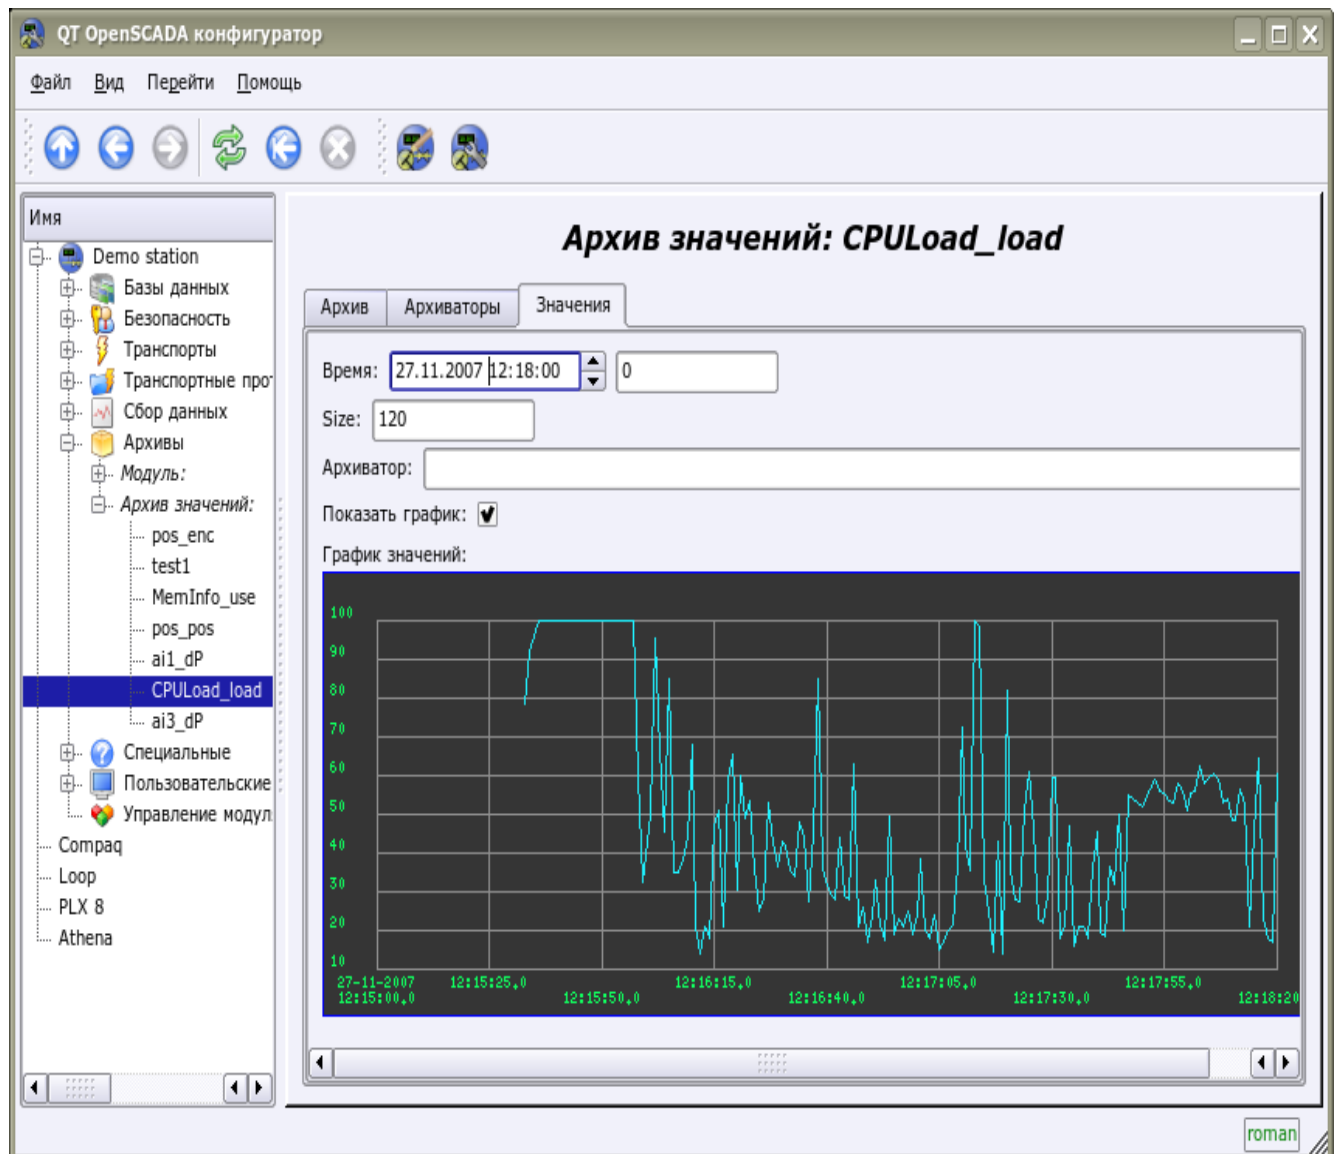 QT OpenSCADA конфигуратор
Файл Вид Перейти Помощь
Имя
Demo station
Базы данных
Безопасность
Транспорты
Транспортные про
Сбор данных
Архивы
Модуль:
Архив значений:
pos_enc
test1
MemInfo_use
pos_pos
ai1_dP
CPULoad_load
ai3_dP
Специальные
Пользовательские
Управление модул
Compaq
Loop
PLX 8
Athena
Архив значений: CPULoad_load
Архив Архиваторы Значения
Время: 27.11.2007 12:18:00 0
Size: 120
Архиватор:
Показать график:
График значений:
100
90
80
70
60
50
40
30
20
10
27-11-2007 12:15:25.0 12:16:15.0 12:17:05.0 12:17:55.0
12:15:00.0 12:15:50.0 12:16:40.0 12:17:30.0 12:18:20
roman